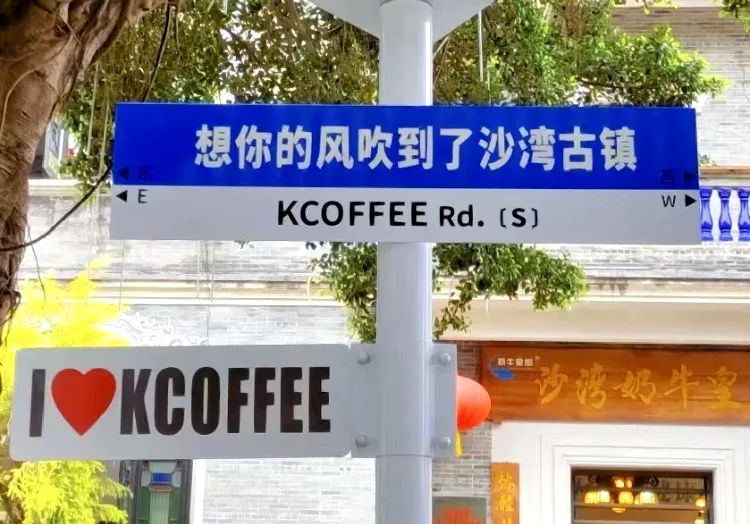 想你的风吹到了沙湾古镇
东 西
E W
KCOFFEE Rd. (S)
I ❤ KCOFFEE
沙湾奶牛皇